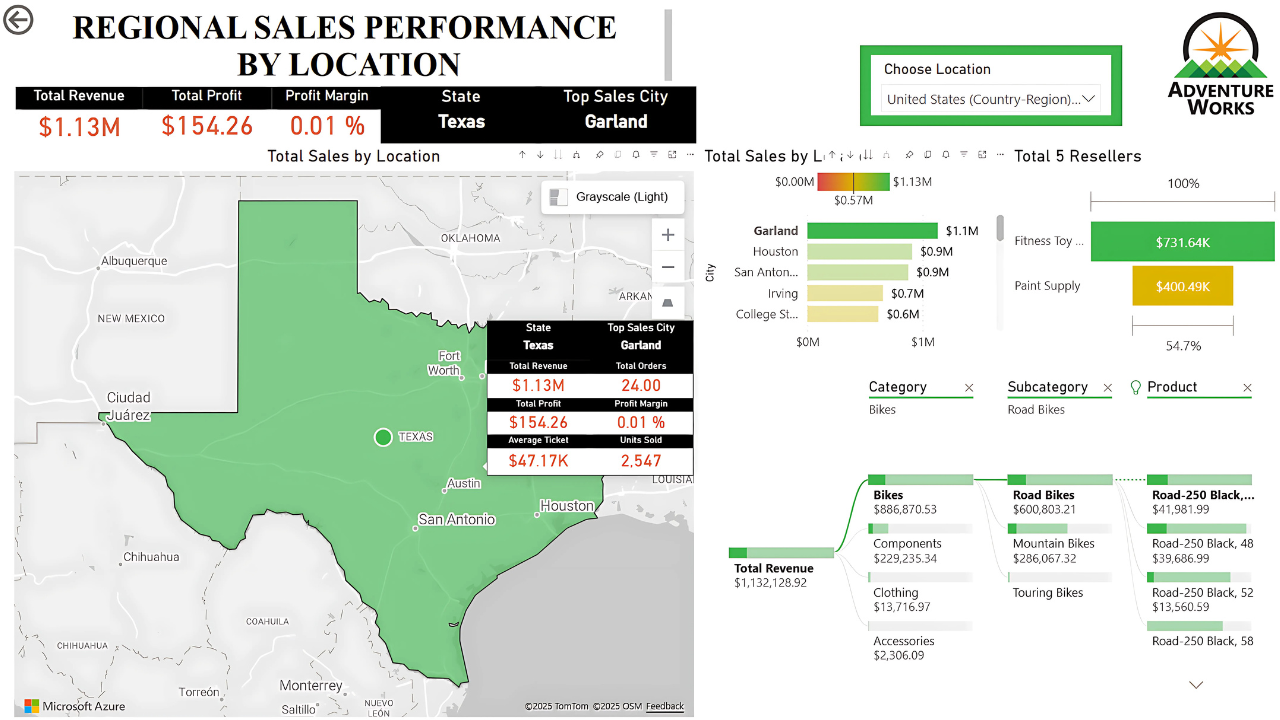 REGIONAL SALES PERFORMANCE
BY LOCATION
Total Revenue
$1.13M
Total Profit
$154.26
Profit Margin
0.01 %
State
Texas
Top Sales City
Garland
Choose Location
United States (Country-Region)...
ADVENTURE
WORKS
Total Sales by Location
Grayscale (Light)
OKLAHOMA
Albuquerque
ARKAN
NEW MEXICO
Fort
Worth
Ciudad
Juárez
TEXAS
Austin
LOUISIAN
San Antonio
Houston
Chihuahua
COAHUILA
CHIHUAHUA
Monterrey
Torreón
Saltillo
NUEVO
LEÓN
Microsoft Azure
©2025 TomTom ©2025 OSM Feedback
State
Texas
Top Sales City
Garland
Total Revenue
$1.13M
Total Orders
24.00
Total Profit
$154.26
Profit Margin
0.01 %
Average Ticket
$47.17K
Units Sold
2,547
Total Sales by L
$0.00M
$1.13M
$0.57M
City
Garland $1.1M
Houston $0.9M
San Anton... $0.9M
Irving $0.7M
College St... $0.6M
$0M $1M
Total 5 Resellers
100%
Fitness Toy ... $731.64K
Paint Supply $400.49K
54.7%
Category
Bikes
Subcategory
Road Bikes
Product
Total Revenue
$1,132,128.92
Bikes
$886,870.53
Components
$229,235.34
Clothing
$13,716.97
Accessories
$2,306.09
Road Bikes
$600,803.21
Mountain Bikes
$286,067.32
Touring Bikes
Road-250 Black,...
$41,981.99
Road-250 Black, 48
$39,686.99
Road-250 Black, 52
$13,560.59
Road-250 Black, 58